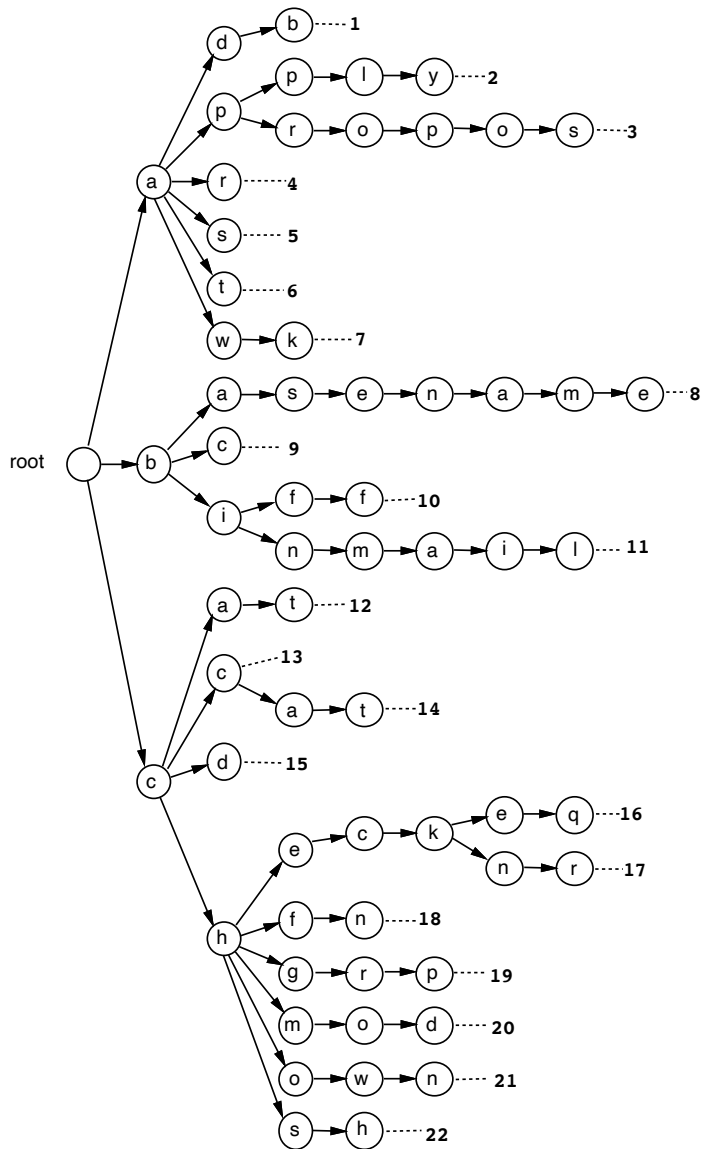 d b 1
p p l y 2
r o p o s 3
a r 4
s 5
t 6
w k 7
a s e n a m e 8
root b c 9
i f f 10
n m a i l 11
a t 12
c 13
a t 14
c d 15
e c k e q 16
n r 17
h f n 18
g r p 19
m o d 20
o w n 21
s h 22